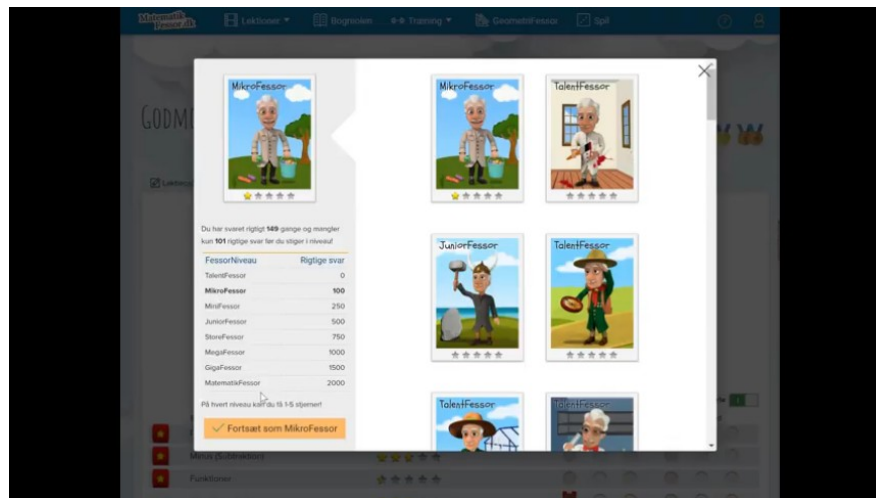 Matematik
Fessor.dk
Lektioner
Bogreolen
Træning
GeometriFessor
Spil
GODM
MikroFessor
MikroFessor
TalentFessor
Du har svaret rigtigt 149 gange og mangler
kun 101 rigtige svar før du stiger i niveau!
FessorNiveau Rigtige svar
TalentFessor 0
MikroFessor 100
MiniFessor 250
JuniorFessor 500
StoreFessor 750
MegaFessor 1000
GigaFessor 1500
MatematikFessor 2000
På hvert niveau kan du få 1-5 stjerner!
Fortsæt som MikroFessor
JuniorFessor
TalentFessor
TalentFessor
TalentFessor
Minus (Subtraktion)
Funktioner